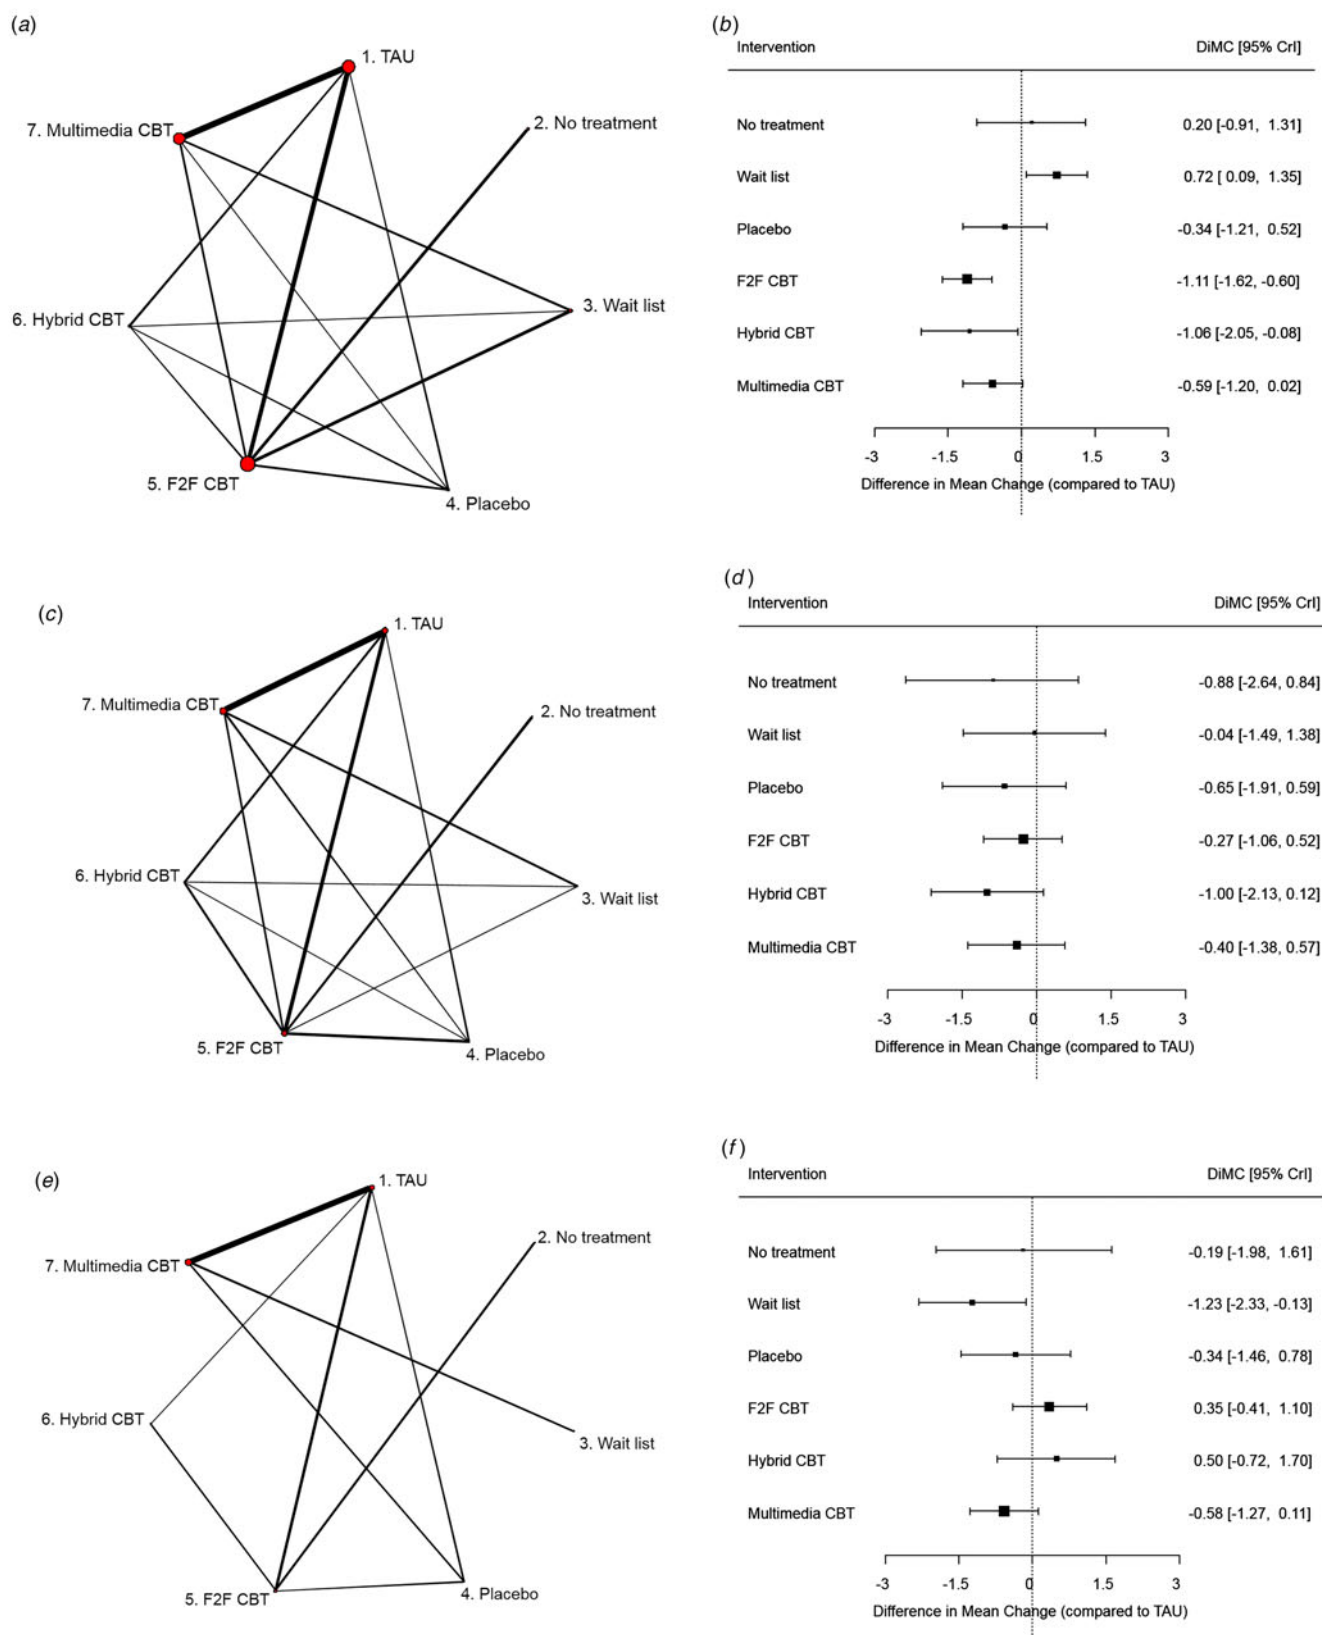 (a)
1. TAU
2. No treatment
7. Multimedia CBT
3. Wait list
6. Hybrid CBT
5. F2F CBT
4. Placebo
(b)
Intervention DiMC [95% CrI]
No treatment 0.20 [-0.91, 1.31]
Wait list 0.72 [ 0.09, 1.35]
Placebo -0.34 [-1.21, 0.52]
F2F CBT -1.11 [-1.62, -0.60]
Hybrid CBT -1.06 [-2.05, -0.08]
Multimedia CBT -0.59 [-1.20, 0.02]
-3 -1.5 0 1.5 3
Difference in Mean Change (compared to TAU)
(c)
1. TAU
7. Multimedia CBT
2. No treatment
6. Hybrid CBT
3. Wait list
5. F2F CBT
4. Placebo
(d)
Intervention DiMC [95% CrI]
No treatment -0.88 [-2.64, 0.84]
Wait list -0.04 [-1.49, 1.38]
Placebo -0.65 [-1.91, 0.59]
F2F CBT -0.27 [-1.06, 0.52]
Hybrid CBT -1.00 [-2.13, 0.12]
Multimedia CBT -0.40 [-1.38, 0.57]
-3 -1.5 0 1.5 3
Difference in Mean Change (compared to TAU)
(e)
1. TAU
2. No treatment
7. Multimedia CBT
6. Hybrid CBT
3. Wait list
5. F2F CBT
4. Placebo
(f)
Intervention DiMC [95% CrI]
No treatment -0.19 [-1.98, 1.61]
Wait list -1.23 [-2.33, -0.13]
Placebo -0.34 [-1.46, 0.78]
F2F CBT 0.35 [-0.41, 1.10]
Hybrid CBT 0.50 [-0.72, 1.70]
Multimedia CBT -0.58 [-1.27, 0.11]
-3 -1.5 0 1.5 3
Difference in Mean Change (compared to TAU)